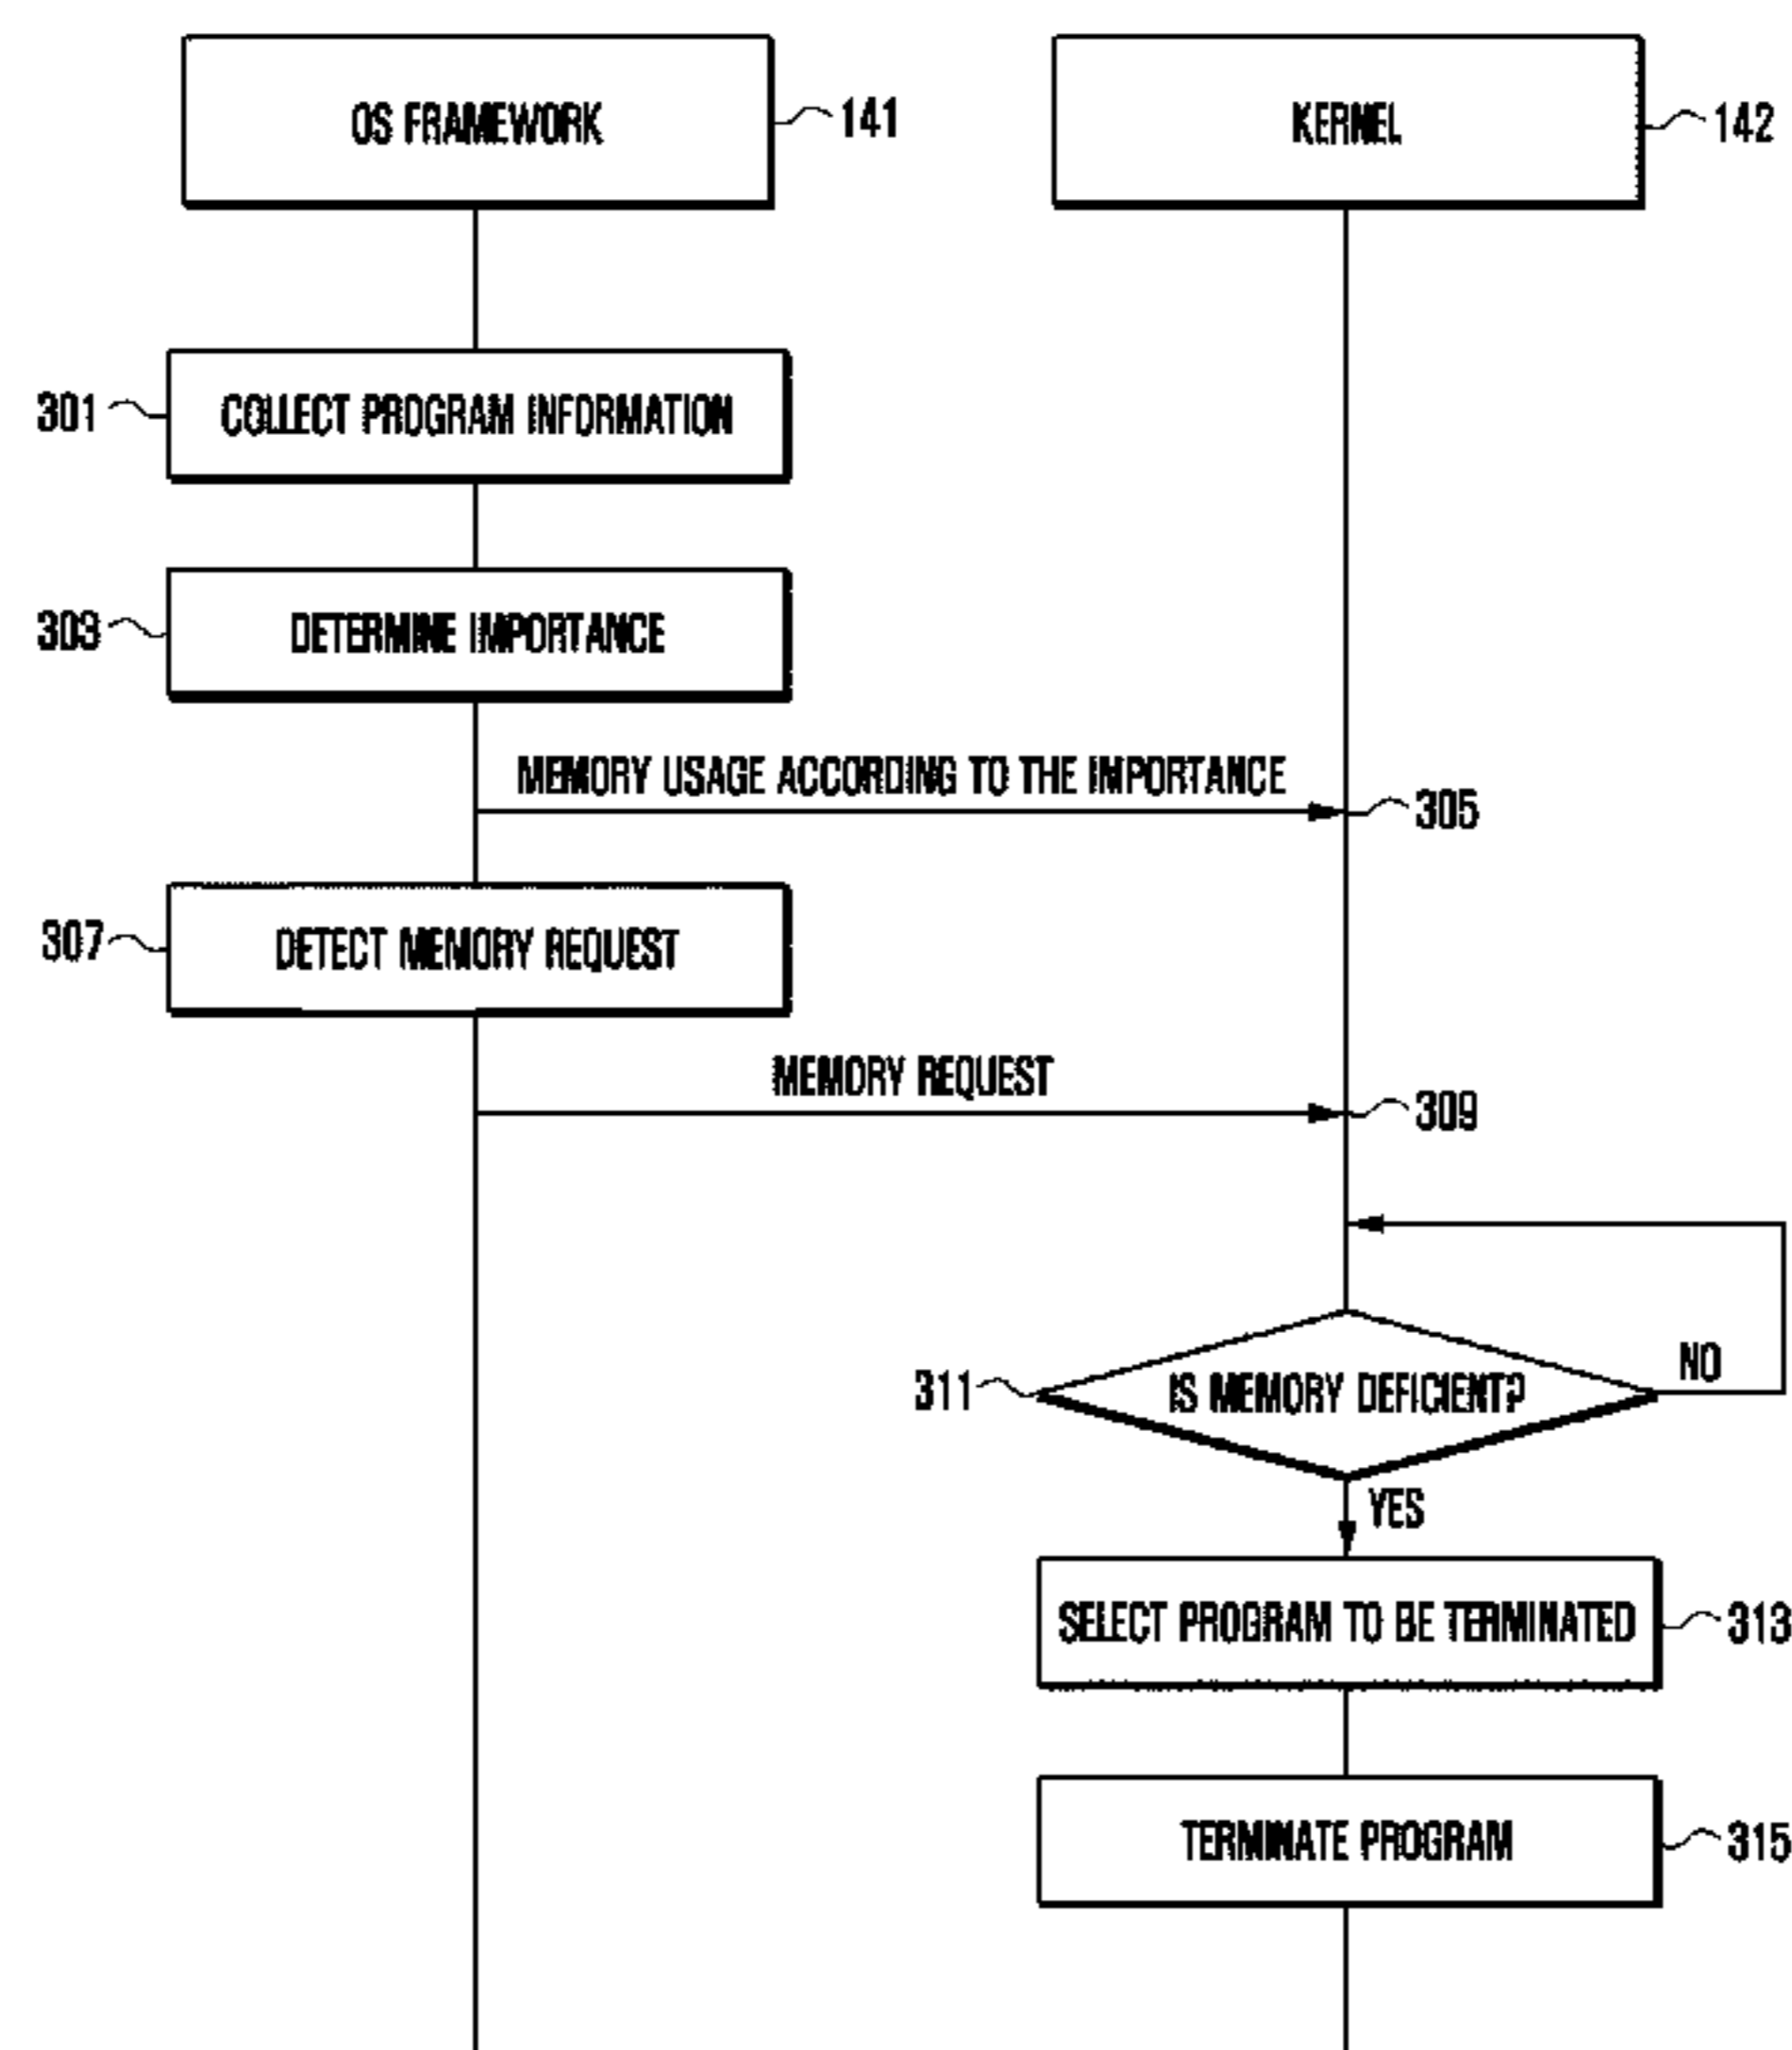 OS FRAMEWORK
141
KERNEL
142
301
COLLECT PROGRAM INFORMATION
303
DETERMINE IMPORTANCE
MEMORY USAGE ACCORDING TO THE IMPORTANCE
305
307
DETECT MEMORY REQUEST
MEMORY REQUEST
309
311
IS MEMORY DEFICIENT?
NO
YES
SELECT PROGRAM TO BE TERMINATED
313
TERMINATE PROGRAM
315